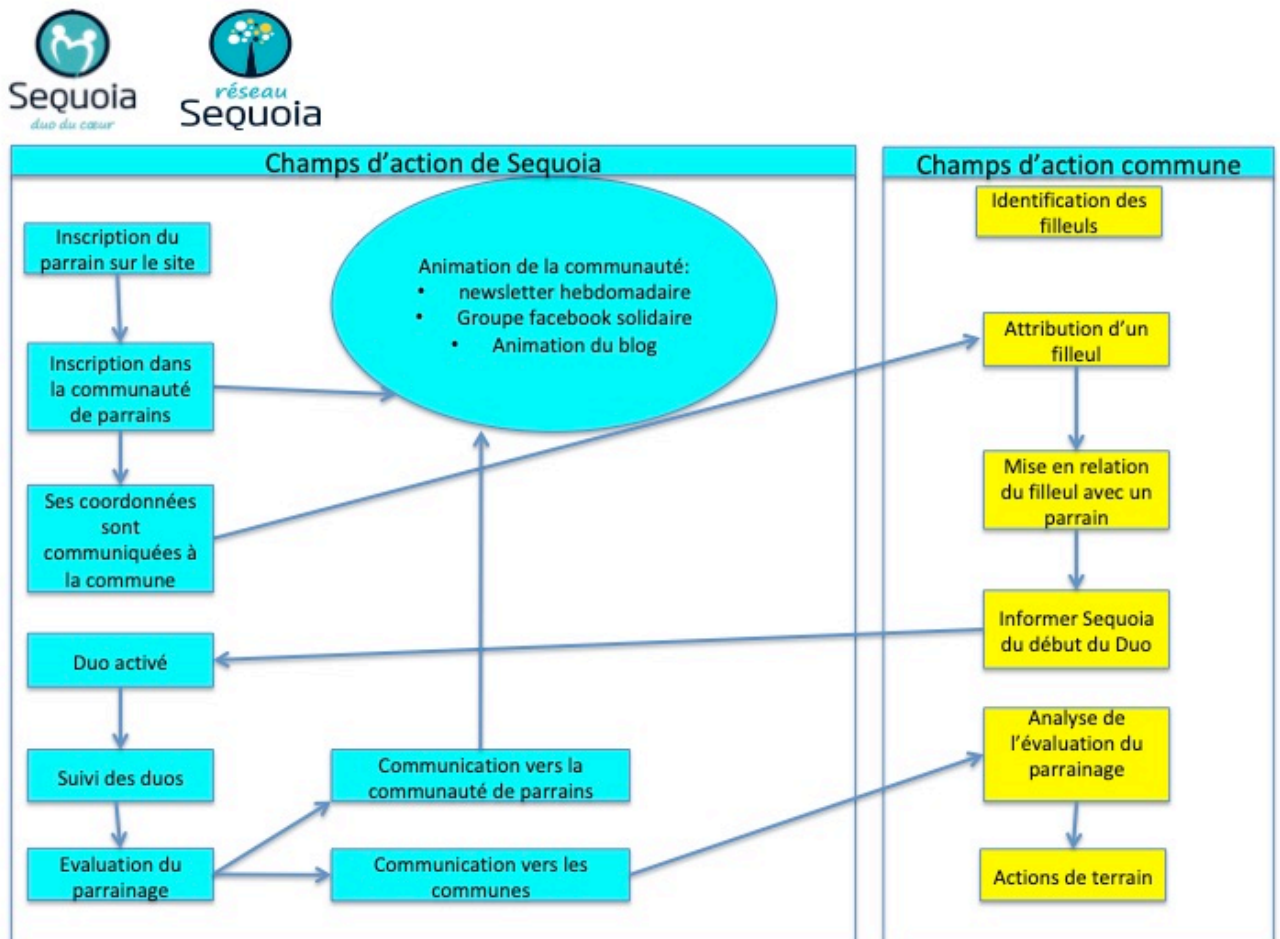 Sequoia
duo du cœur
réseau
Sequoia
Champs d'action de Sequoia
Inscription du
parrain sur le site
Animation de la communauté:
• newsletter hebdomadaire
• Groupe facebook solidaire
• Animation du blog
Inscription dans
la communauté
de parrains
Ses coordonnées
sont
communiquées à
la commune
Duo activé
Suivi des duos
Communication vers la
communauté de parrains
Evaluation du
parrainage
Communication vers les
communes
Champs d'action commune
Identification des
filleuls
Attribution d'un
filleul
Mise en relation
du filleul avec un
parrain
Informer Sequoia
du début du Duo
Analyse de
l'évaluation du
parrainage
Actions de terrain